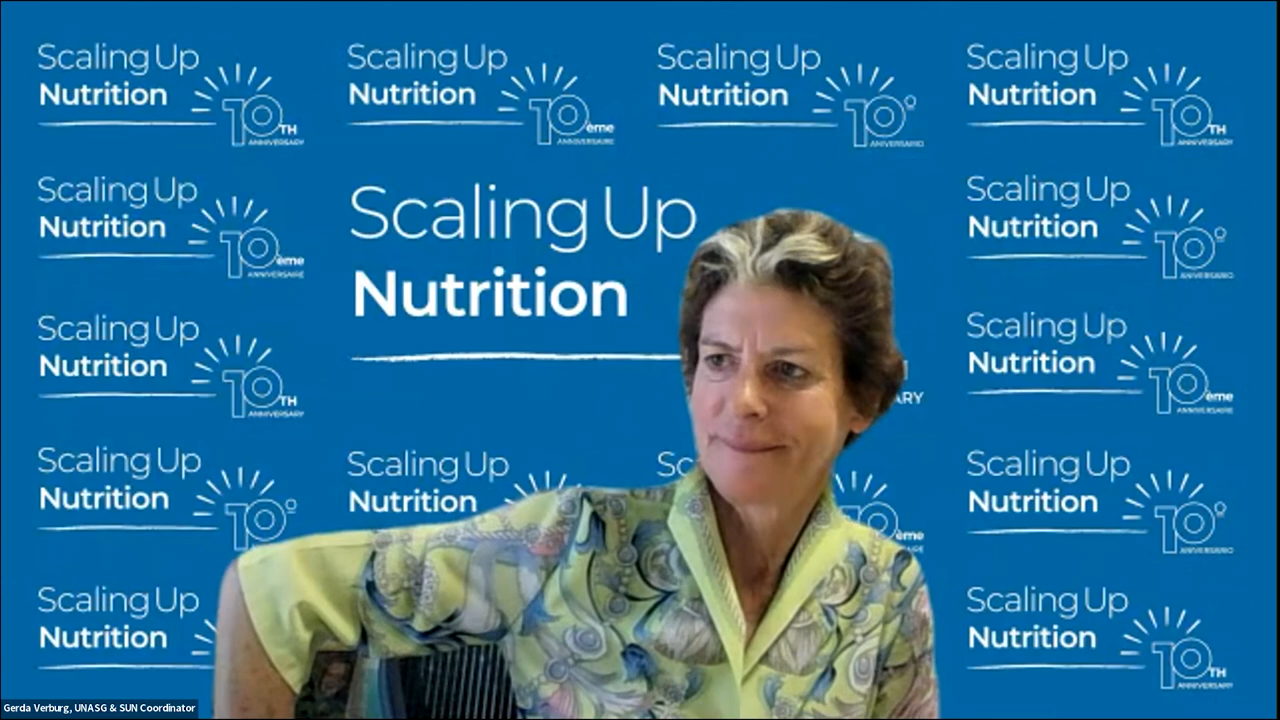 Scaling Up
Nutrition
10TH
ANNIVERSARY
Scaling Up
Nutrition
10ème
ANNIVERSAIRE
Scaling Up
Nutrition
10º
ANIVERSARIO
Scaling Up
Nutrition
10TH
ANNIVERSARY
Scaling Up
Nutrition
10ème
ANNIVERSAIRE
Scaling Up
Nutrition
Scaling Up
Nutrition
10º
ANIVERSARIO
Scaling Up
Nutrition
10TH
ANNIVERSARY
ARY
Scaling Up
Nutrition
10ème
ANNIVERSAIRE
Scaling Up
Nutrition
10º
Scaling Up
Nutrition
Sc
10ème
Scaling Up
Nutrition
10º
ANIVERSARIO
Scaling Up
Nutrition
Scaling Up
Nutrition
10TH
ANNIVERSARY
Gerda Verburg, UNASG & SUN Coordinator